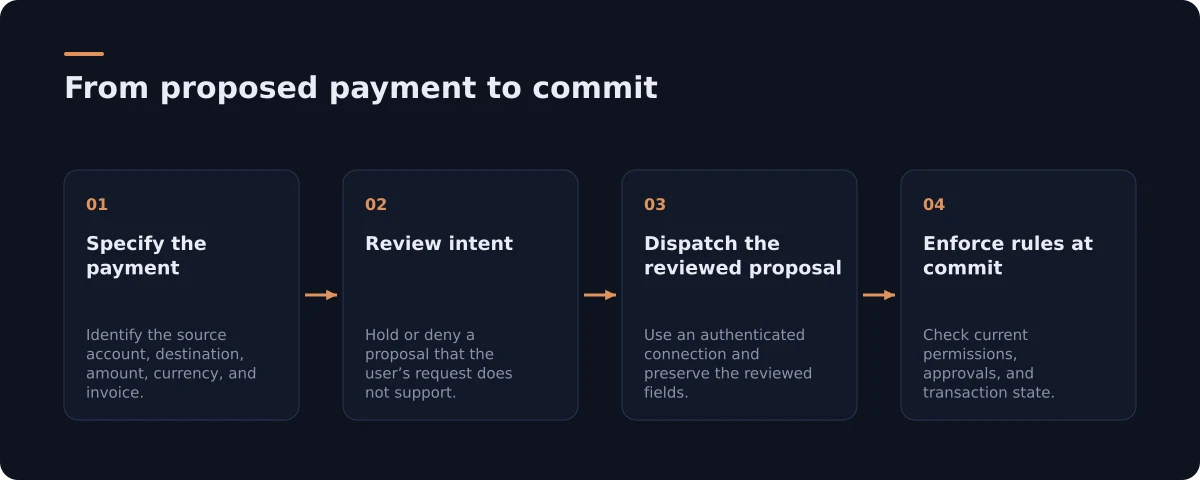 From proposed payment to commit
01
Specify the
payment
Identify the source
account, destination,
amount, currency, and
invoice.
02
Review intent
Hold or deny a
proposal that the
user’s request does
not support.
03
Dispatch the
reviewed proposal
Use an authenticated
connection and
preserve the reviewed
fields.
04
Enforce rules at
commit
Check current
permissions,
approvals, and
transaction state.